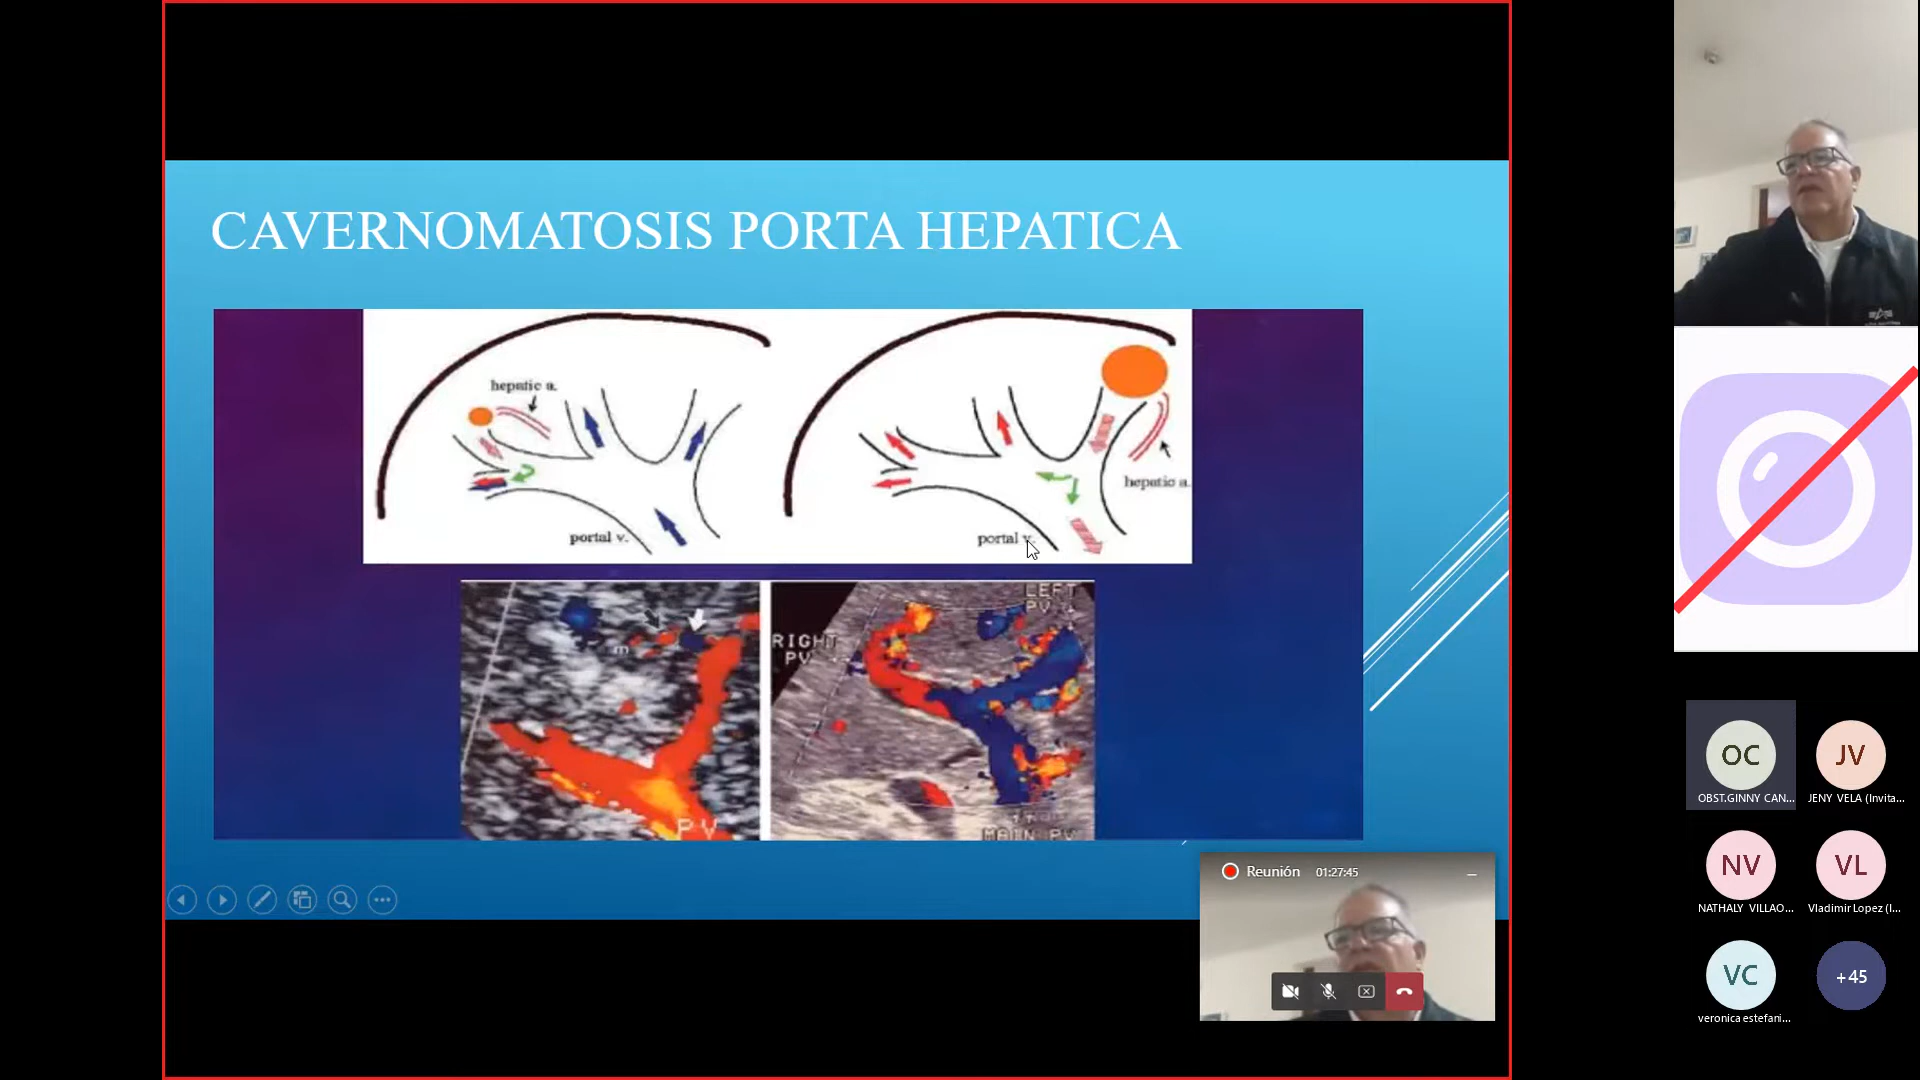 CAVERNOMATOSIS PORTA HEPATICA
hepatic a.
portal v.
hepatic a.
portal v.
m
PV
RIGHT
PV
LEFT
PV
MAIN PV
Reunión 01:27:45
OC
OBST.GINNY CAN...
JV
JENY VELA (Invita...
NV
NATHALY VILLAO...
VL
Vladimir Lopez (I...
VC
veronica estefani...
+45